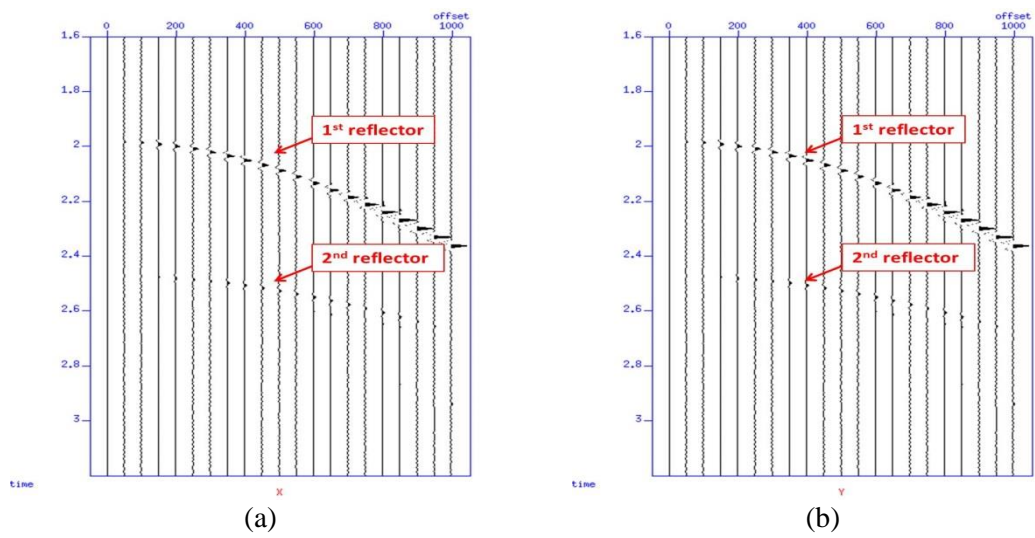 offset
0 200 400 600 800 1000
1.6
1.8
2
2.2
2.4
2.6
2.8
3
1st reflector
2nd reflector
time
X
(a)
offset
0 200 400 600 800 1000
1.6
1.8
2
2.2
2.4
2.6
2.8
3
1st reflector
2nd reflector
time
Y
(b)